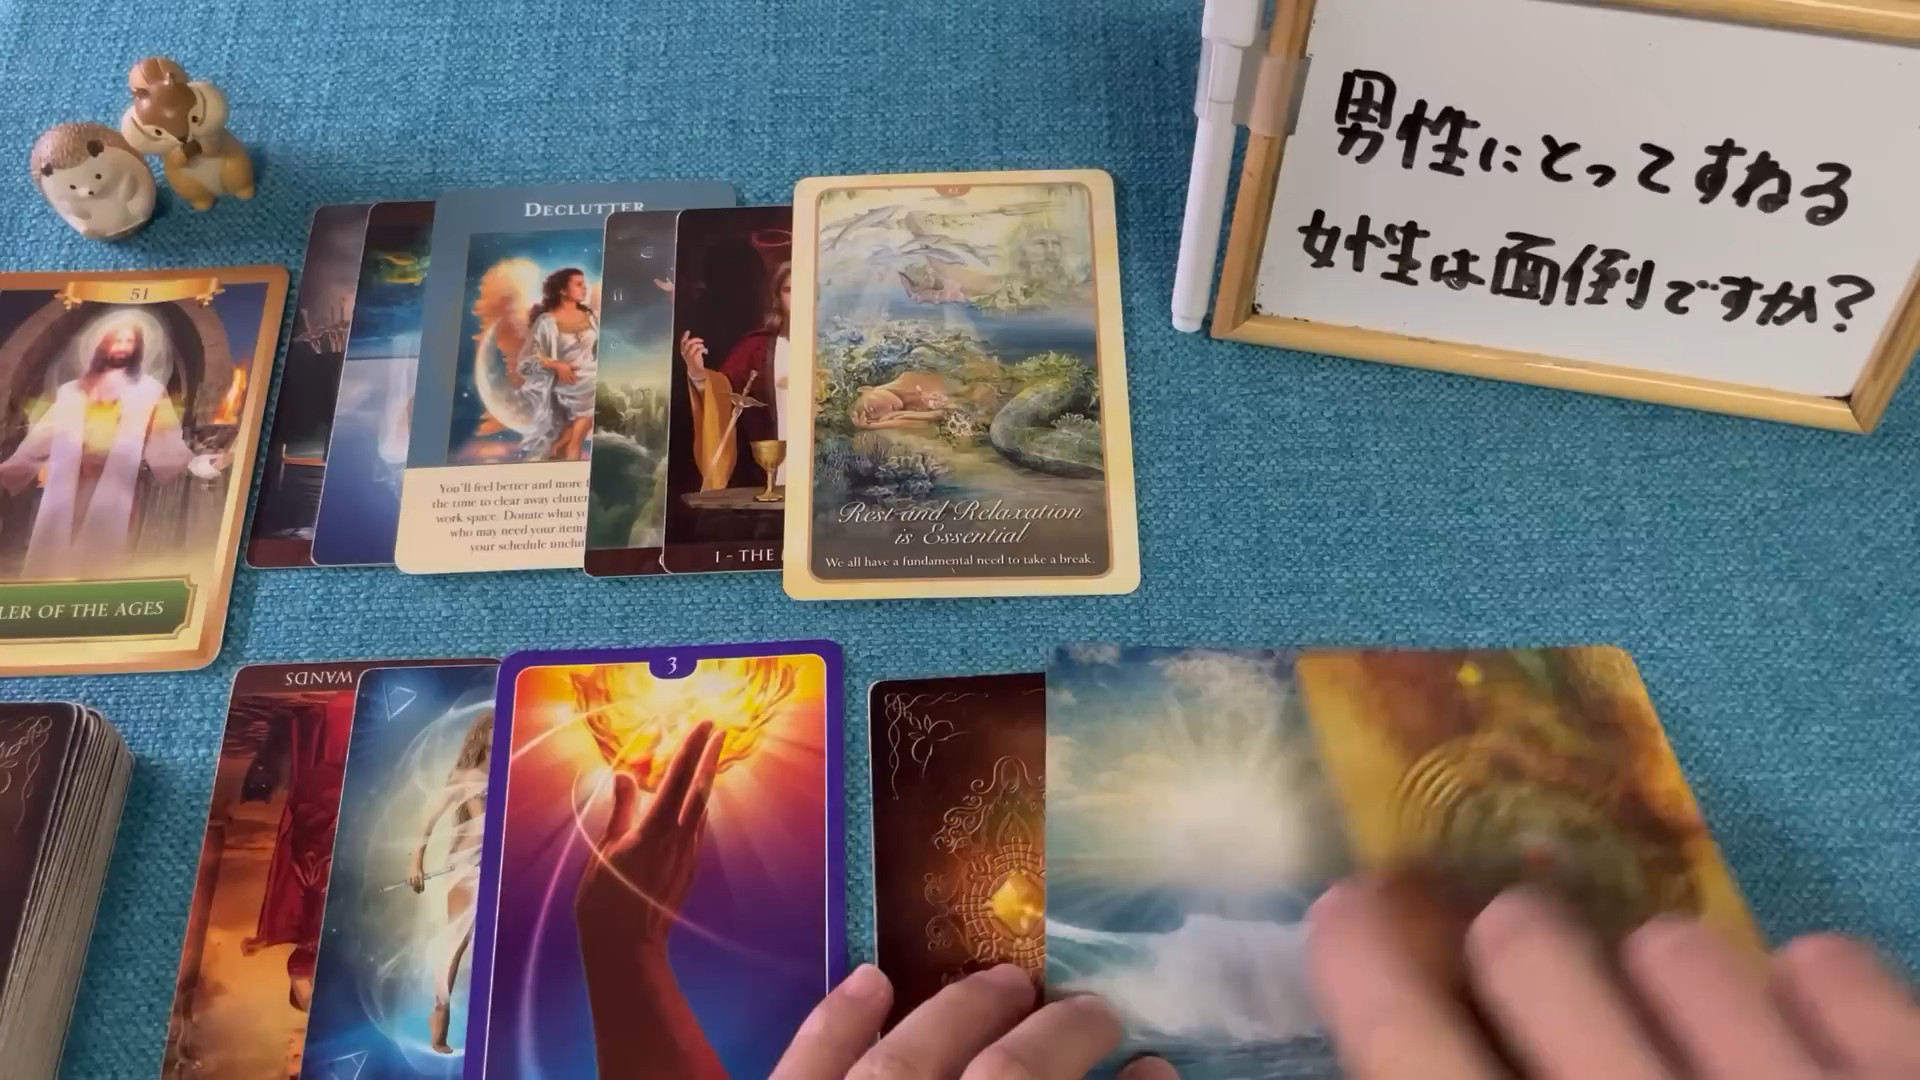 男性にとってすねる
女性は面倒ですか?
DECLUTTER
51
You'll feel better and more
the time to clear away clutter
work space. Donate what
who may need your item
your schedule
I - THE
Rest and Relaxation
is Essential
We all have a fundamental need to take a break.
LER OF THE AGES
WANDS
3